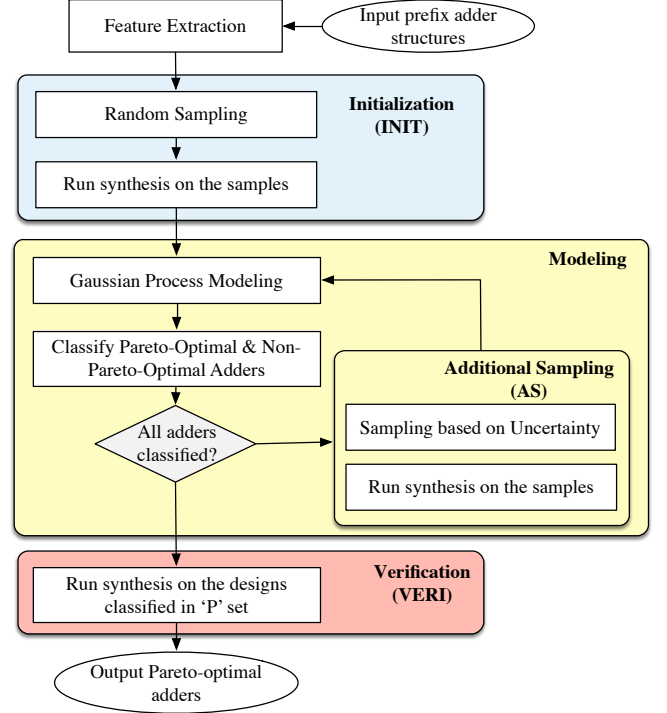 Feature Extraction
Input prefix adder
structures
Initialization
(INIT)
Random Sampling
Run synthesis on the samples
Modeling
Gaussian Process Modeling
Classify Pareto-Optimal & Non-
Pareto-Optimal Adders
All adders
classified?
Additional Sampling
(AS)
Sampling based on Uncertainty
Run synthesis on the samples
Verification
(VERI)
Run synthesis on the designs
classified in ‘P’ set
Output Pareto-optimal
adders